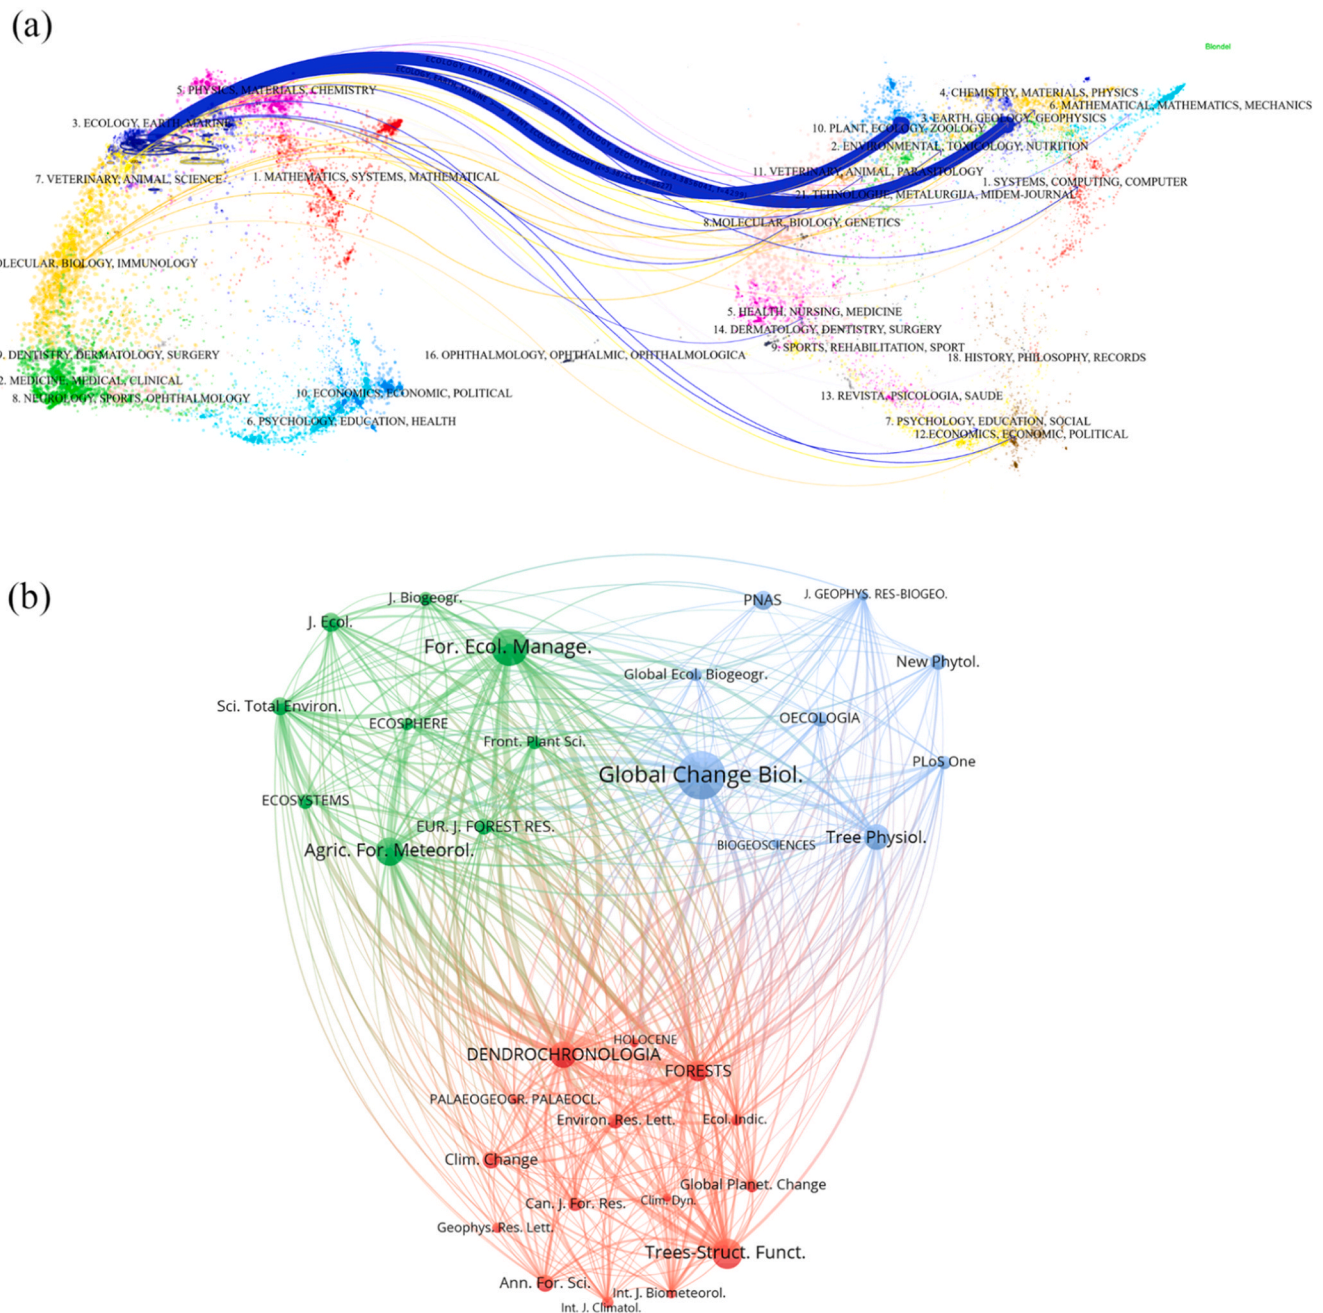 (a)
Blondel
ECOLOGY, EARTH, MARINE
ECOLOGY, EARTH, MARINE
5. PHYSICS, MATERIALS, CHEMISTRY
3. ECOLOGY, EARTH, MARINE
7. VETERINARY, ANIMAL, SCIENCE
1. MATHEMATICS, SYSTEMS, MATHEMATICAL
OLECULAR, BIOLOGY, IMMUNOLOGY
9. DENTISTRY, DERMATOLOGY, SURGERY
2. MEDICINE, MEDICAL, CLINICAL
8. NEUROLOGY, SPORTS, OPHTHALMOLOGY
10. ECONOMICS, ECONOMIC, POLITICAL
6. PSYCHOLOGY, EDUCATION, HEALTH
4. CHEMISTRY, MATERIALS, PHYSICS
6. MATHEMATICAL, MATHEMATICS, MECHANICS
3. EARTH, GEOLOGY, GEOPHYSICS
10. PLANT, ECOLOGY, ZOOLOGY
2. ENVIRONMENTAL, TOXICOLOGY, NUTRITION
11. VETERINARY, ANIMAL, PARASITOLOGY
1. SYSTEMS, COMPUTING, COMPUTER
21. TEHNOLOGUE, METALURGIJA, MIDEM-JOURNAL
8.MOLECULAR, BIOLOGY, GENETICS
5. HEALTH, NURSING, MEDICINE
14. DERMATOLOGY, DENTISTRY, SURGERY
9. SPORTS, REHABILITATION, SPORT
16. OPHTHALMOLOGY, OPHTHALMIC, OPHTHALMOLOGICA
18. HISTORY, PHILOSOPHY, RECORDS
13. REVISTA, PSICOLOGIA, SAUDE
7. PSYCHOLOGY, EDUCATION, SOCIAL
12.ECONOMICS, ECONOMIC, POLITICAL
(b)
J. Biogeogr.
PNAS
J. GEOPHYS. RES-BIOGEO.
J. Ecol.
For. Ecol. Manage.
New Phytol.
Global Ecol. Biogeogr.
Sci. Total Environ.
ECOSPHERE
OECOLOGIA
Front. Plant Sci.
PLoS One
Global Change Biol.
ECOSYSTEMS
EUR. J. FOREST RES.
Tree Physiol.
BIOGEOSCIENCES
Agric. For. Meteorol.
HOLOCENE
DENDROCHRONOLOGIA
FORESTS
PALAEOGEOGR. PALAEOCL.
Environ. Res. Lett.
Ecol. Indic.
Clim. Change
Global Planet. Change
Clim. Dyn.
Can. J. For. Res.
Geophys. Res. Lett.
Trees-Struct. Funct.
Ann. For. Sci.
Int. J. Biometeorol.
Int. J. Climatol.